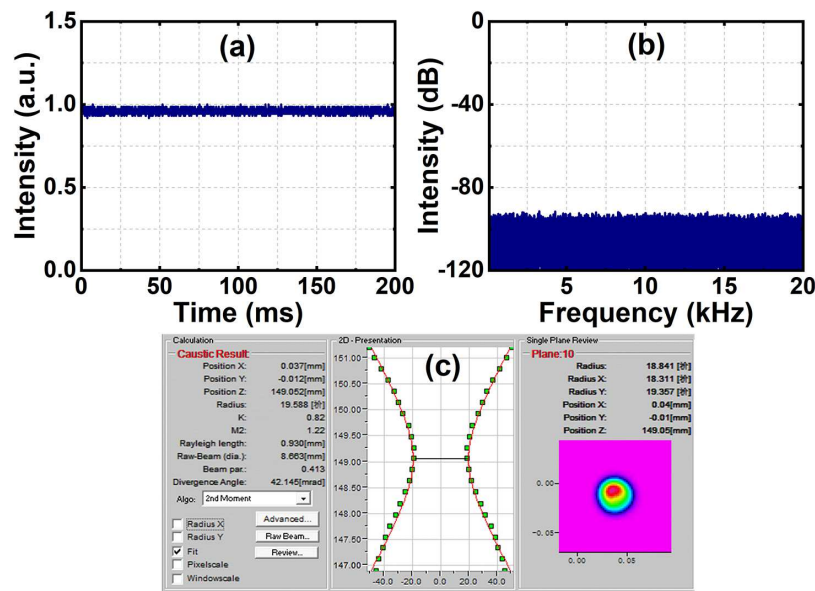 (a)
Intensity (a.u.)
1.5
1.0
0.5
0.0
0 50 100 150 200
Time (ms)
(b)
Intensity (dB)
0
-40
-80
-120
5 10 15 20
Frequency (kHz)
Calculation
Caustic Result:
Position X: 0.037[mm]
Position Y: -0.012[mm]
Position Z: 149.052[mm]
Radius: 19.588 [祄]
K: 0.82
M2: 1.22
Rayleigh length: 0.930[mm]
Raw-Beam (dia.): 8.663[mm]
Beam par.: 0.413
Divergence Angle: 42.145[mrad]
Algo: 2nd Moment
Radius X
Radius Y
Fit
Pixelscale
Windowscale
Advanced...
Raw Beam...
Review...
2D - Presentation
(c)
151.00
150.50
150.00
149.50
149.00
148.50
148.00
147.50
147.00
-40.0 -20.0 0.0 20.0 40.0
Single Plane Review
Plane:10
Radius: 18.841 [祄]
Radius X: 18.311 [祄]
Radius Y: 19.357 [祄]
Position X: 0.04[mm]
Position Y: -0.01[mm]
Position Z: 149.05[mm]
0.00
-0.05
0.00 0.05